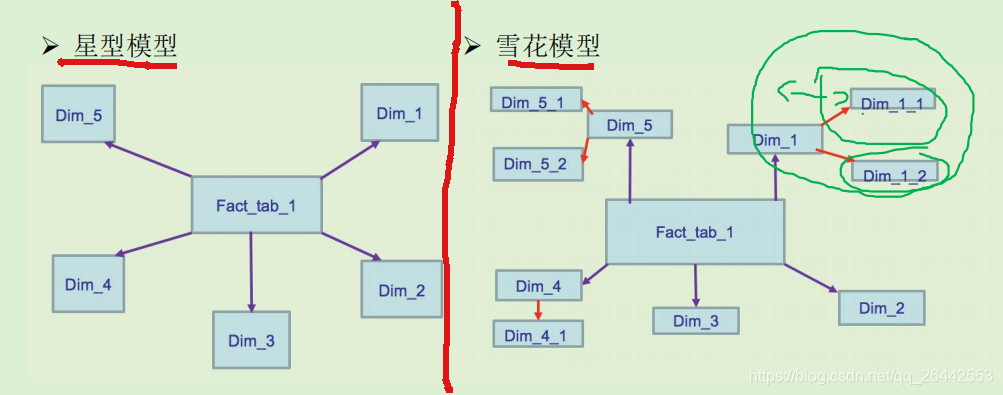 ➢ 星型模型
Dim_5
Dim_1
Fact_tab_1
Dim_4
Dim_2
Dim_3
➢ 雪花模型
Dim_5_1
Dim_5
Dim_5_2
Dim_1_1
Dim_1
Dim_1_2
Fact_tab_1
Dim_4
Dim_4_1
Dim_3
Dim_2
https://blog.csdn.net/qq_26442553